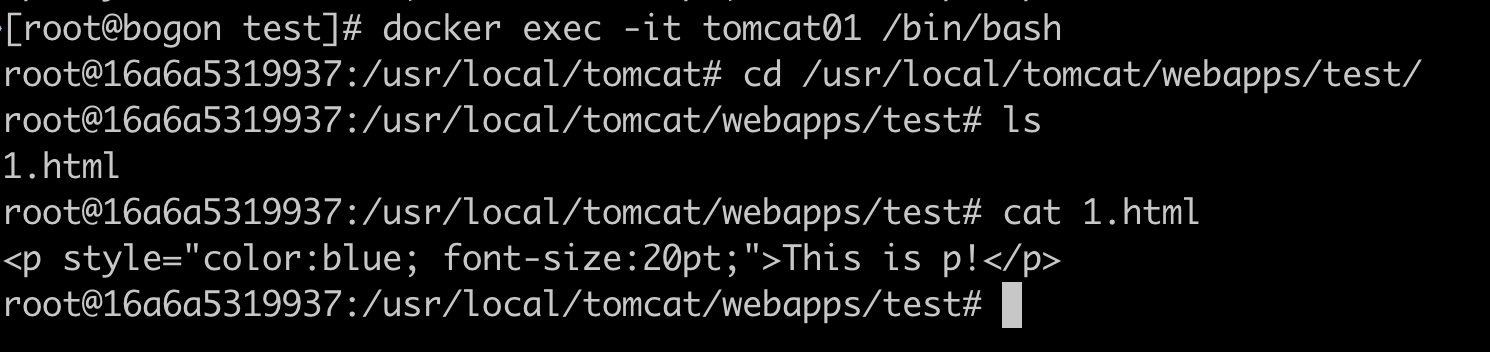 [root@bogon test]# docker exec -it tomcat01 /bin/bash
root@16a6a5319937:/usr/local/tomcat# cd /usr/local/tomcat/webapps/test/
root@16a6a5319937:/usr/local/tomcat/webapps/test# ls
1.html
root@16a6a5319937:/usr/local/tomcat/webapps/test# cat 1.html
<p style="color:blue; font-size:20pt;">This is p!</p>
root@16a6a5319937:/usr/local/tomcat/webapps/test#